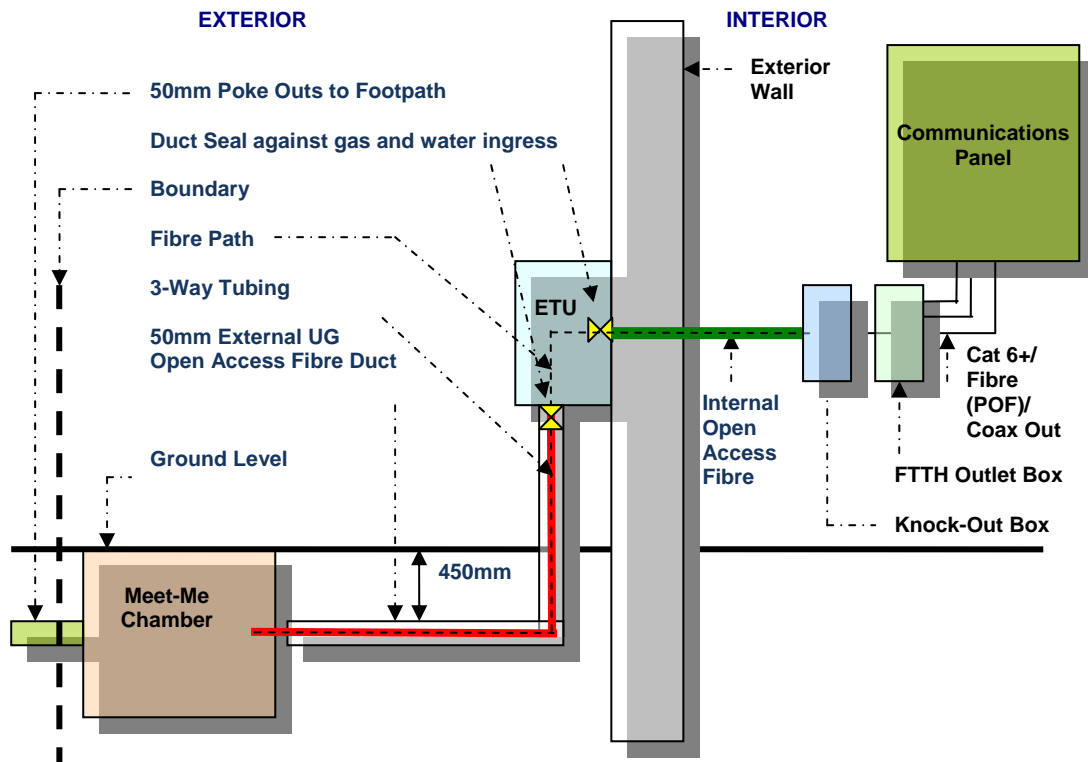 EXTERIOR
INTERIOR
50mm Poke Outs to Footpath
Duct Seal against gas and water ingress
Boundary
Fibre Path
3-Way Tubing
50mm External UG
Open Access Fibre Duct
Ground Level
Meet-Me
Chamber
450mm
ETU
Exterior
Wall
Communications
Panel
Internal
Open
Access
Fibre
Cat 6+/
Fibre
(POF)/
Coax Out
FTTH Outlet Box
Knock-Out Box